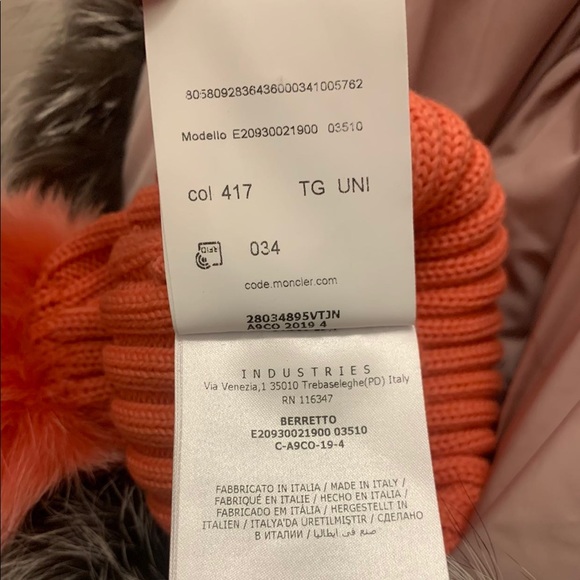 8058092836436000341005762
Modello E20930021900 03510
col 417 TG UNI
RFID
034
code.moncler.com
28034895VTJN
A9CO 2019 4
INDUSTRIES
Via Venezia,1 35010 Trebaseleghe(PD) Italy
RN 116347
BERRETTO
E20930021900 03510
C-A9CO-19-4
FABBRICATO IN ITALIA / MADE IN ITALY /
FABRIQUÉ EN ITALIE / HECHO EN ITALIA /
FABRICADO EM ITÁLIA / HERGESTELLT IN
ITALIEN / ITALYA'DA ÜRETILMIŞTIR / СДЕЛАНО
В ИТАЛИИ / صنع في ايطاليا